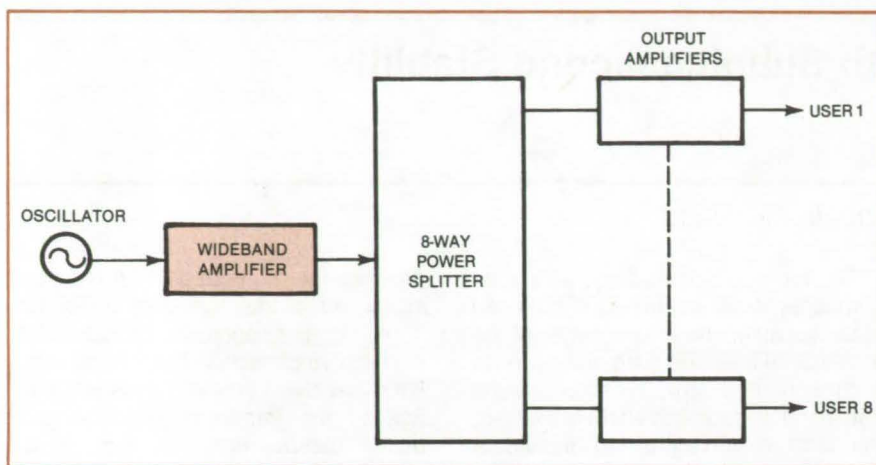 OUTPUT
AMPLIFIERS
USER 1
OSCILLATOR
WIDEBAND
AMPLIFIER
8-WAY
POWER
SPLITTER
USER 8